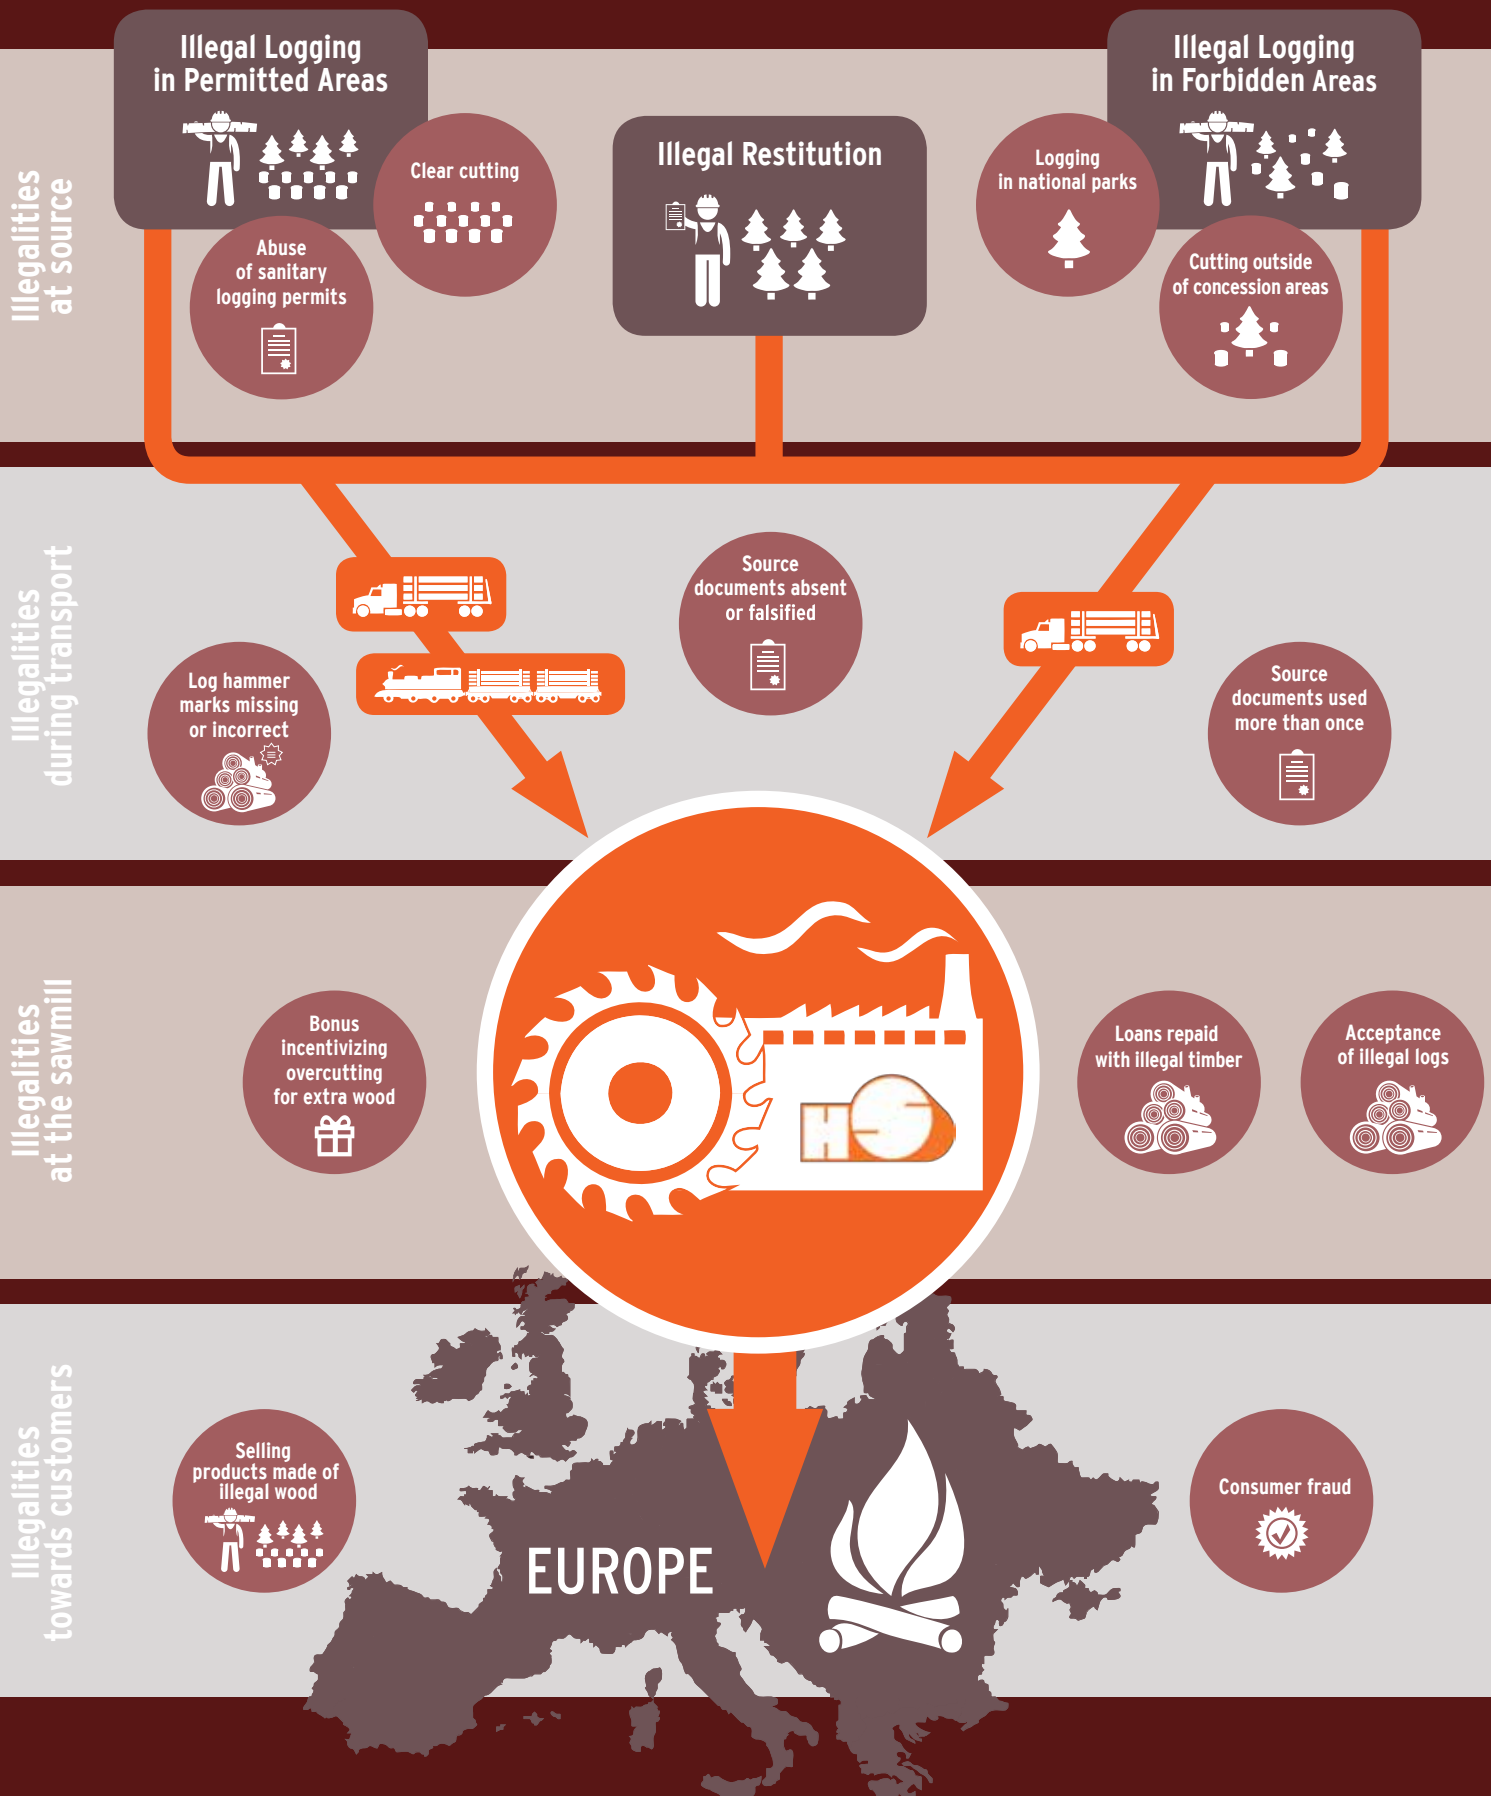 Illegal Logging
in Permitted Areas
Illegal Logging
in Forbidden Areas
Illegal Restitution
Clear cutting
Logging
in national parks
Abuse
of sanitary
logging permits
Cutting outside
of concession areas
Illegalities
at source
Source
documents absent
or falsified
Log hammer
marks missing
or incorrect
Source
documents used
more than once
Illegalities
during transport
Bonus
incentivizing
overcutting
for extra wood
Loans repaid
with illegal timber
Acceptance
of illegal logs
HS
Illegalities
at the sawmill
Selling
products made of
illegal wood
Consumer fraud
EUROPE
Illegalities
towards customers